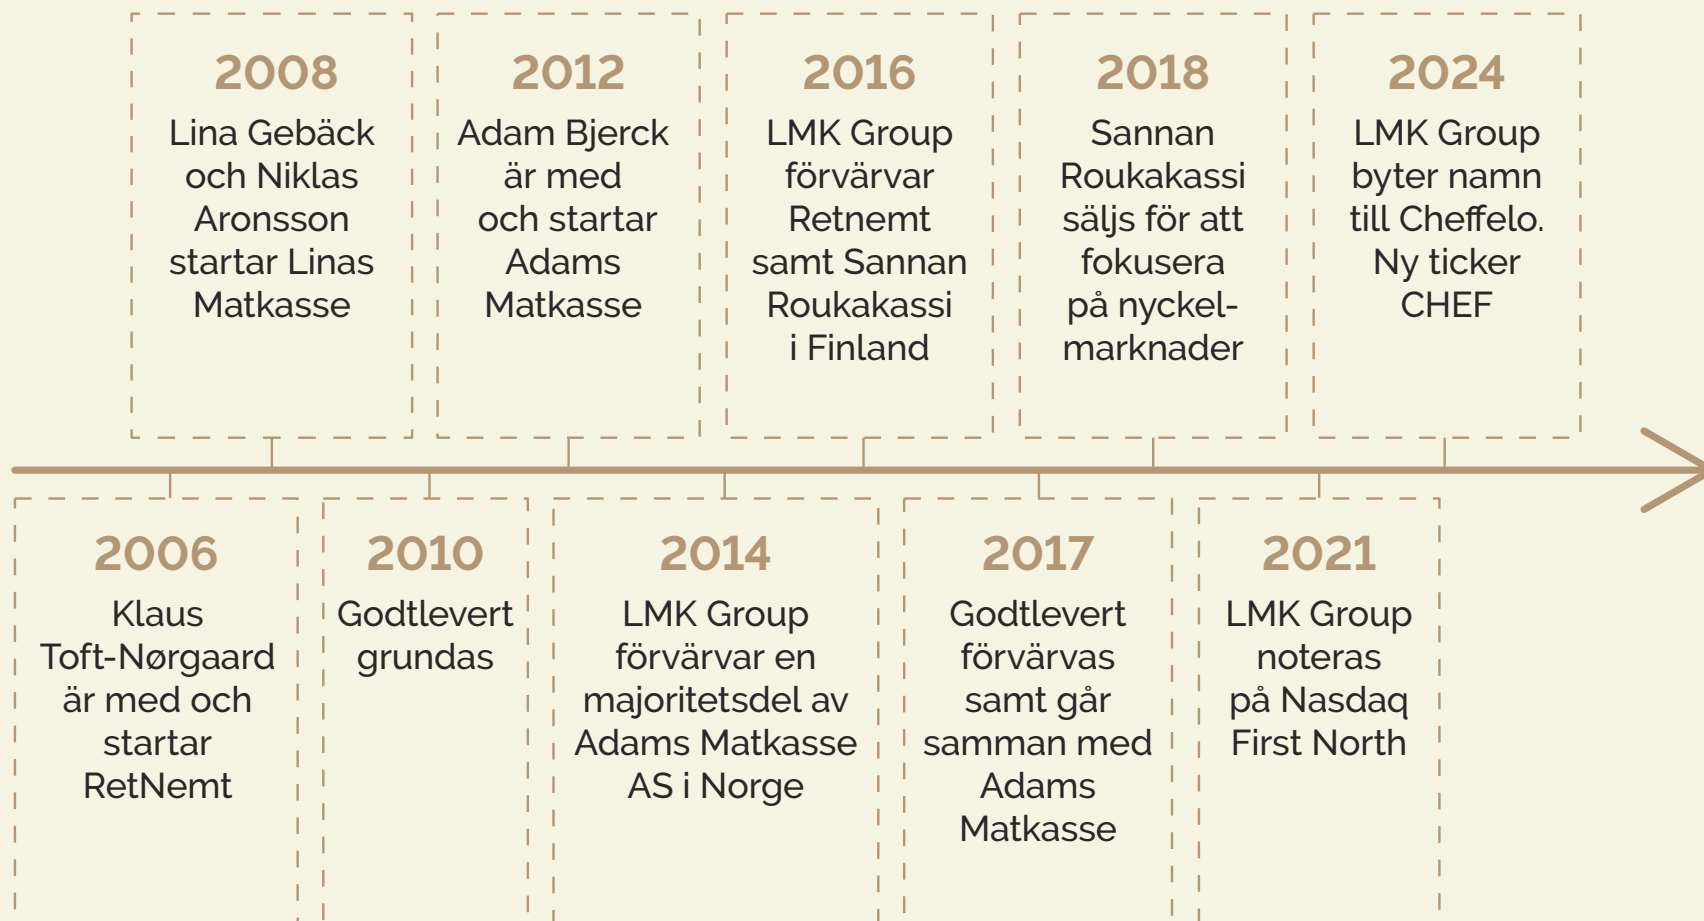 2008
Lina Gebäck
och Niklas
Aronsson
startar Linas
Matkasse
2012
Adam Bjerck
är med
och startar
Adams
Matkasse
2016
LMK Group
förvärvar
Retnemt
samt Sannan
Roukakassi
i Finland
2018
Sannan
Roukakassi
säljs för att
fokusera
på nyckel-
marknader
2024
LMK Group
byter namn
till Cheffelo.
Ny ticker
CHEF
2006
Klaus
Toft-Nørgaard
är med och
startar
RetNemt
2010
Godtlevert
grundas
2014
LMK Group
förvärvar en
majoritetsdel av
Adams Matkasse
AS i Norge
2017
Godtlevert
förvärvas
samt går
samman med
Adams
Matkasse
2021
LMK Group
noteras
på Nasdaq
First North